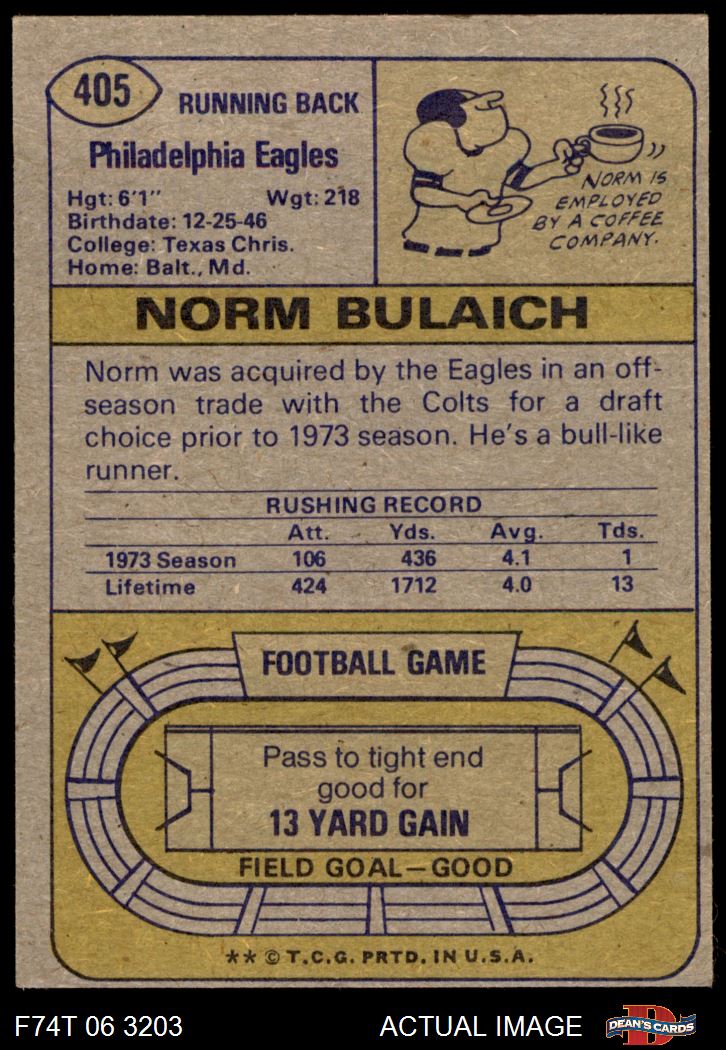 405
RUNNING BACK
Philadelphia Eagles
Hgt: 6'1" Wgt: 218
Birthdate: 12-25-46
College: Texas Chris.
Home: Balt., Md.
NORM IS
EMPLOYED
BY A COFFEE
COMPANY.
NORM BULAICH
Norm was acquired by the Eagles in an off-
season trade with the Colts for a draft
choice prior to 1973 season. He's a bull-like
runner.
RUSHING RECORD
Att. Yds. Avg. Tds.
1973 Season 106 436 4.1 1
Lifetime 424 1712 4.0 13
FOOTBALL GAME
Pass to tight end
good for
13 YARD GAIN
FIELD GOAL—GOOD
** © T.C.G. PRTD. IN U.S.A.
F74T 06 3203 ACTUAL IMAGE
D
DEAN'S CARDS